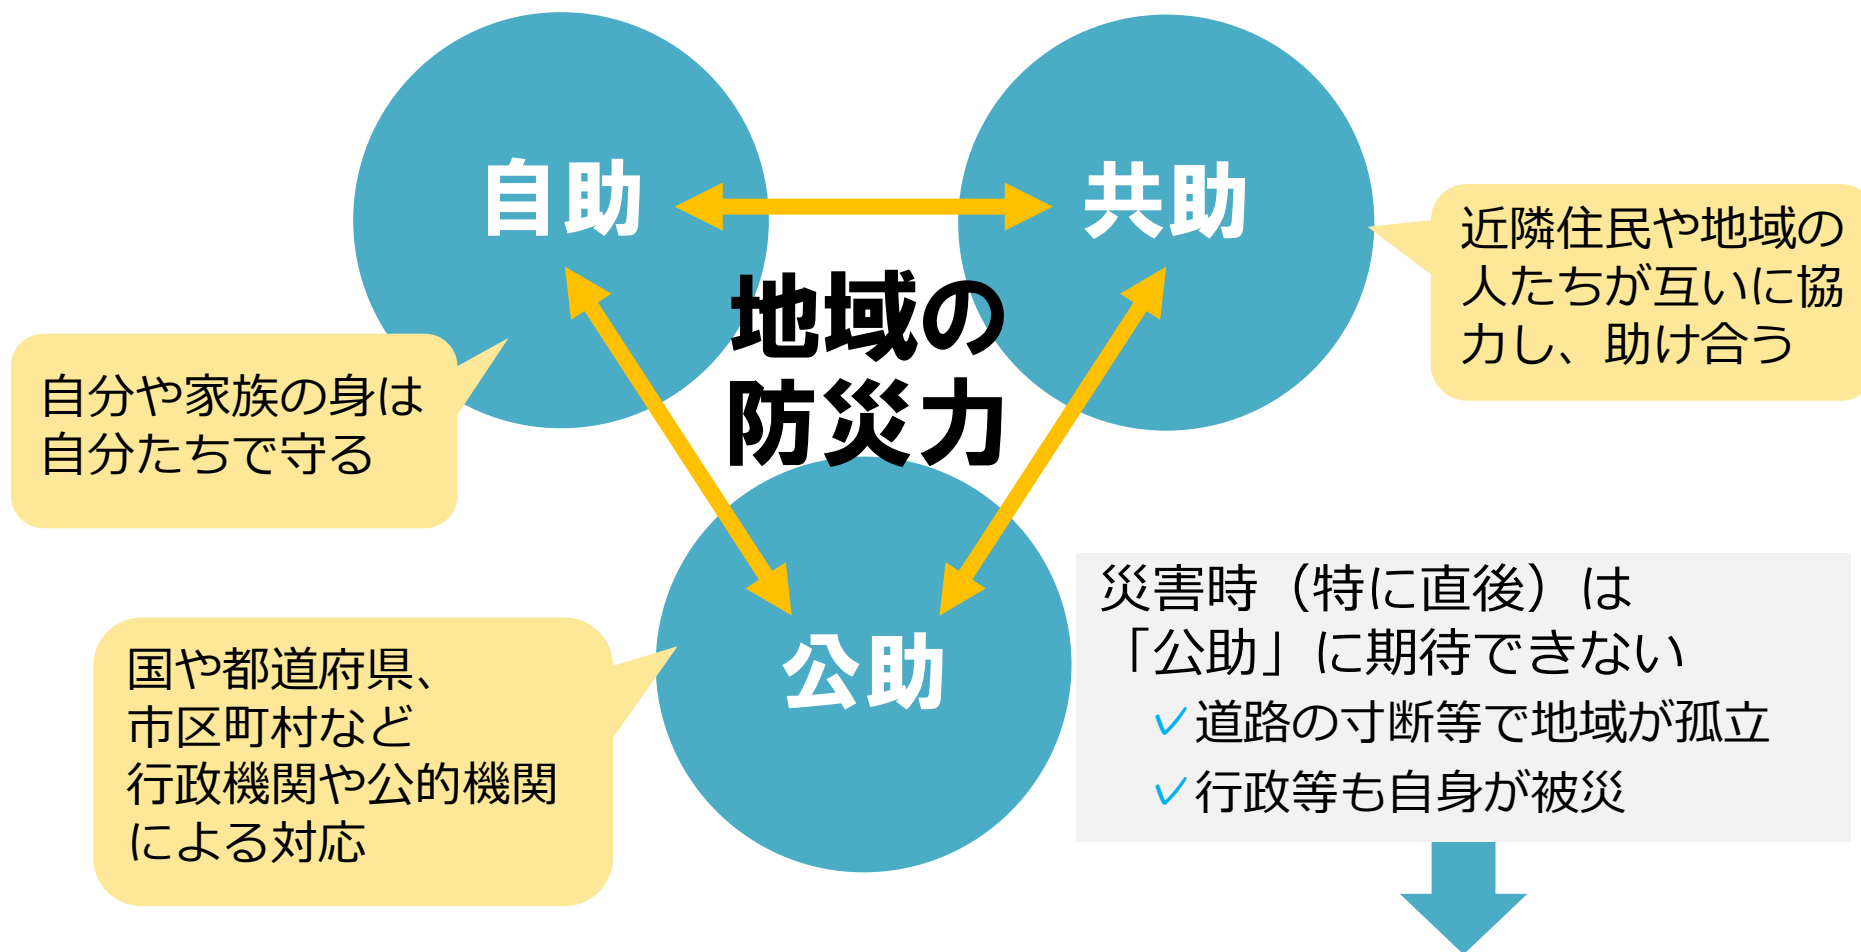 自助
共助
地域の
防災力
近隣住民や地域の
人たちが互いに協
力し、助け合う
自分や家族の身は
自分たちで守る
公助
国や都道府県、
市区町村など
行政機関や公的機関
による対応
災害時（特に直後）は
「公助」に期待できない
✓道路の寸断等で地域が孤立
✓行政等も自身が被災